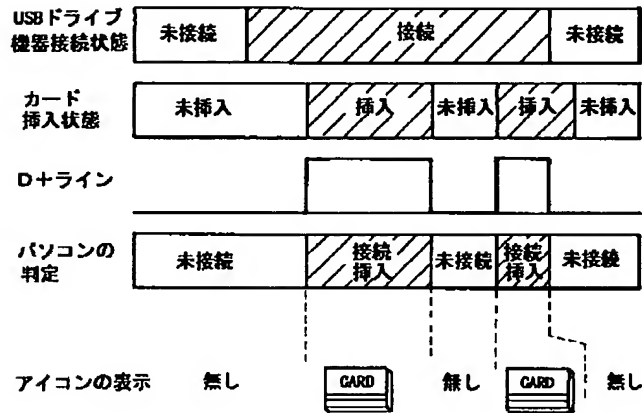 USBドライブ
機器接続状態
未接続
接続
未接続
カード
挿入状態
未挿入
挿入
未挿入
挿入
未挿入
D+ライン
パソコンの
判定
未接続
接続
挿入
未接続
接続
挿入
未接続
アイコンの表示
無し
CARD
無し
CARD
無し